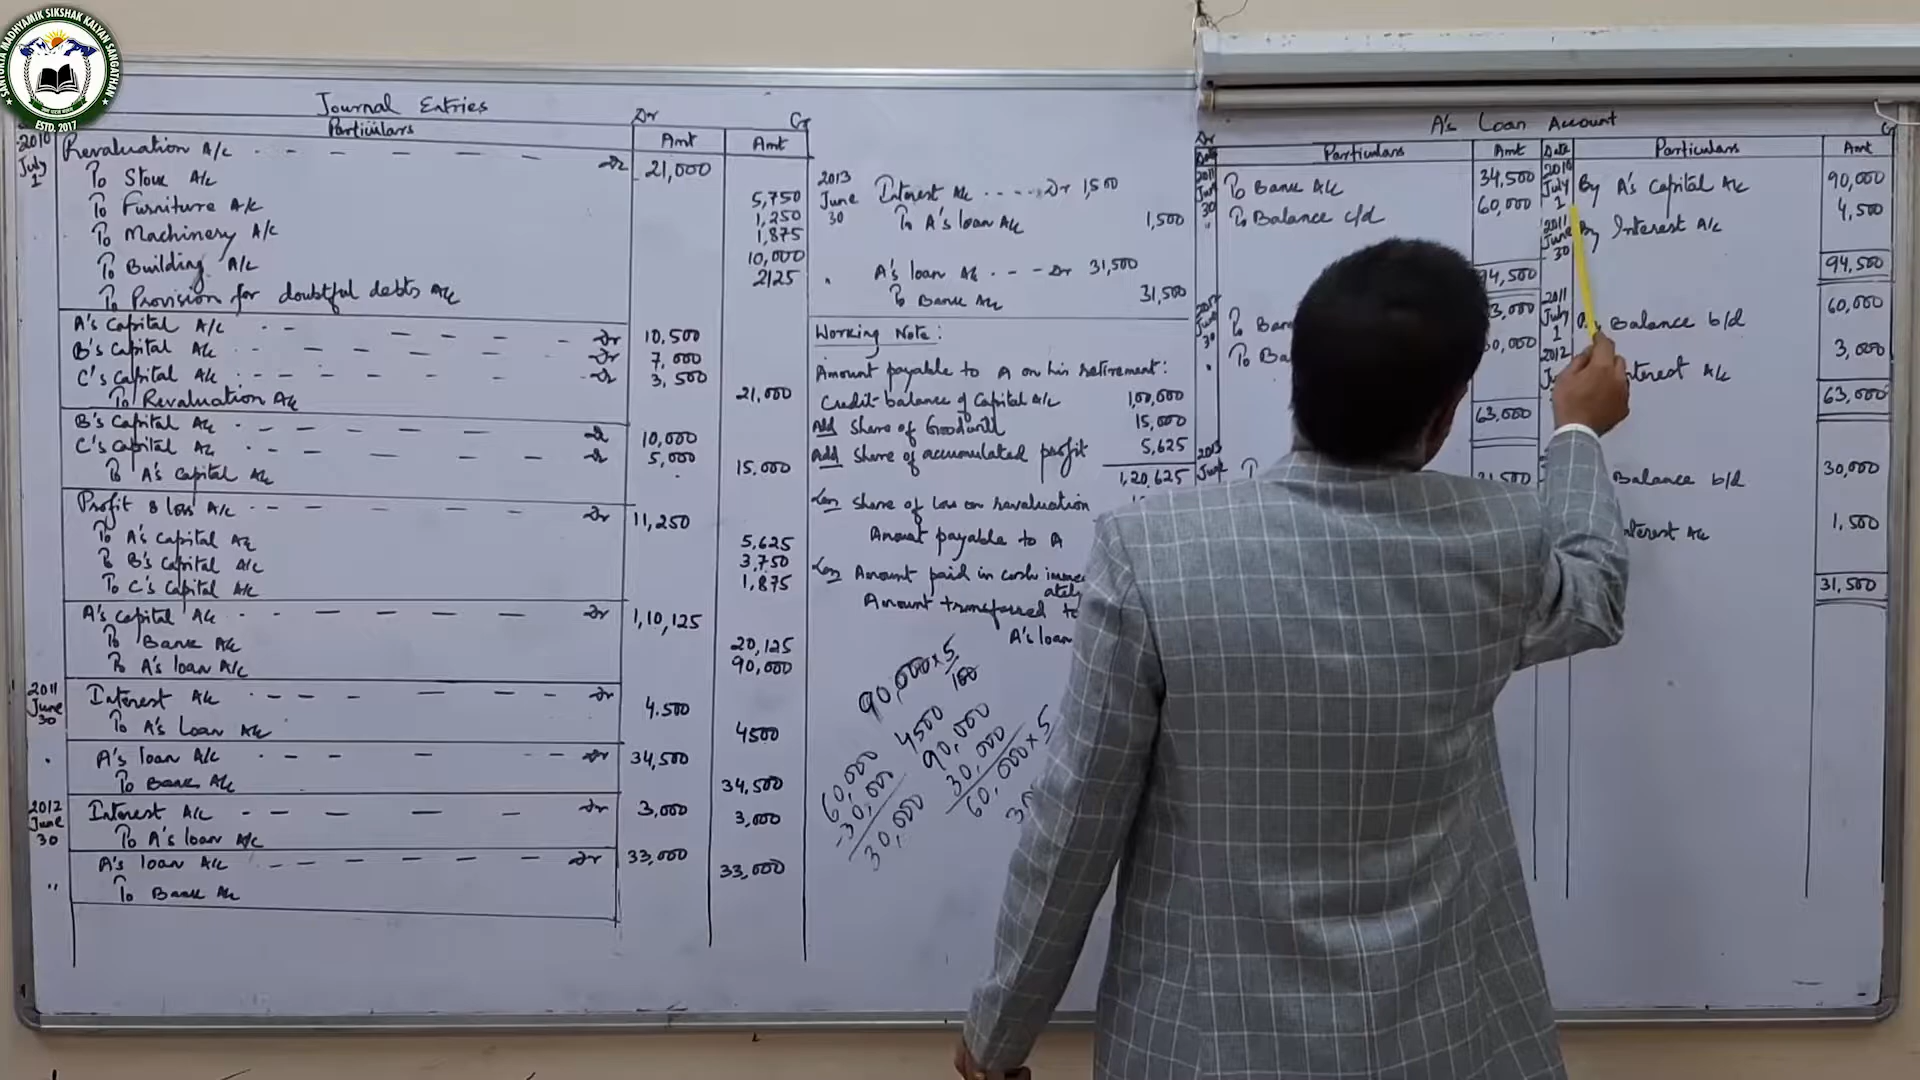 SANYUKTA MADHYAMIK SIKSHAK KALYAN SANGATHAN
ESTD. 2017
Journal Entries
Dr
Cr
Particulars
Amt
Amt
2010
July
1
Revaluation A/c Dr 21,000
To Stock A/c 5,750
To Furniture A/c 1,250
To Machinery A/c 1,875
To Building A/c 10,000
To Provision for doubtful debts A/c 2125
A's Capital A/c Dr 10,500
B's Capital A/c Dr 7,000
C's Capital A/c Dr 3,500
To Revaluation A/c 21,000
B's Capital A/c Dr 10,000
C's Capital A/c Dr 5,000
To A's Capital A/c 15,000
Profit & loss A/c Dr 11,250
To A's Capital A/c 5,625
To B's Capital A/c 3,750
To C's Capital A/c 1,875
A's Capital A/c Dr 1,10,125
To Bank A/c 20,125
To A's loan A/c 90,000
2011
June
30
Interest A/c Dr 4,500
To A's Loan A/c 4500
A's loan A/c Dr 34,500
To Bank A/c 34,500
2012
June
30
Interest A/c Dr 3,000
To A's loan A/c 3,000
" A's loan A/c Dr 33,000
To Bank A/c 33,000
2013
June
30
Interest A/c Dr 1,500
To A's loan A/c 1,500
A's loan A/c Dr 31,500
To Bank A/c 31,500
Working Note:
Amount payable to A on his retirement:
Credit balance of Capital A/c 1,00,000
Add Share of Goodwill 15,000
Add Share of accumulated profit 5,625
1,20,625
Less Share of loss on revaluation
Amount payable to A
Less Amount paid in cash
Amount transferred to
A's loan
90,000 × 5
100
4500
90,000
30,000
60,000 × 5
60,000
-30,000
30,000
A's Loan Account
Dr
Date Particulars Amt Date Particulars Amt
2011
June
30
To Bank A/c 34,500
To Balance c/d 60,000
94,500
2010
July
1
By A's Capital A/c 90,000
2011
June
30
By Interest A/c 4,500
94,500
2012
June
30
To
To
63,000
2011
July
1
Balance b/d 60,000
2012
Interest A/c 3,000
63,000
2013
June
Balance b/d 30,000
1,500
31,500